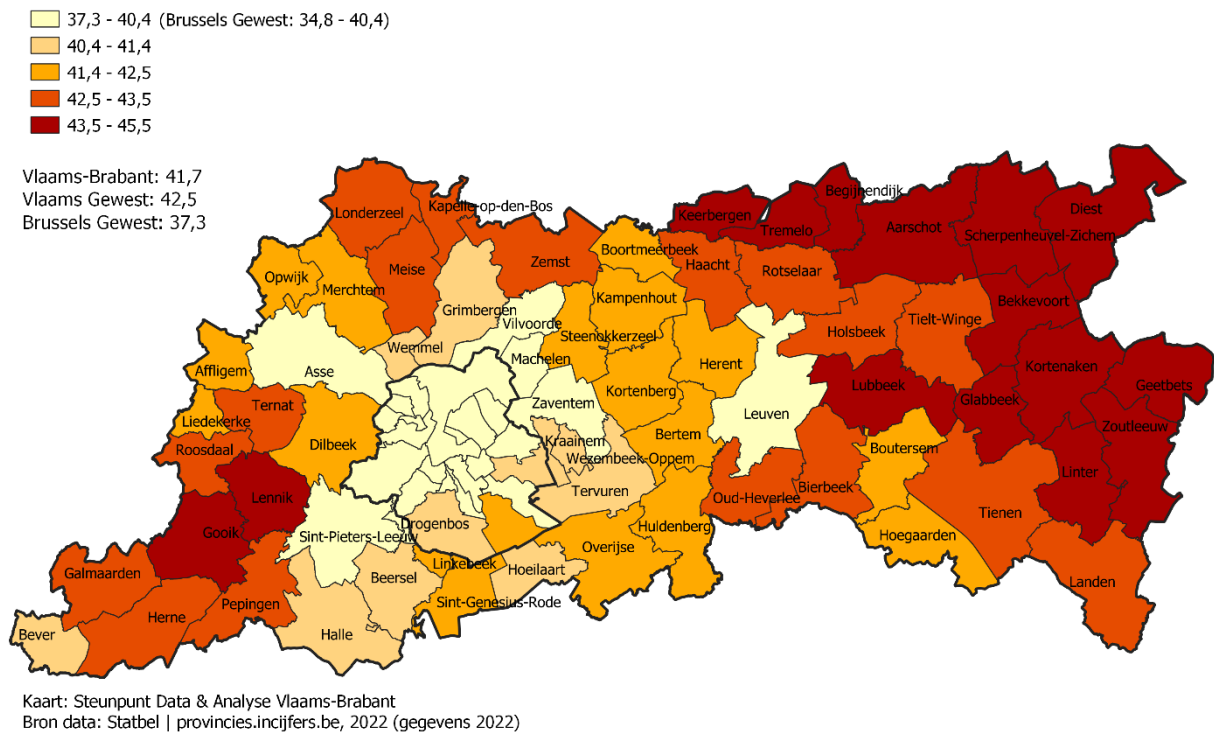 37,3 - 40,4 (Brussels Gewest: 34,8 - 40,4)
40,4 - 41,4
41,4 - 42,5
42,5 - 43,5
43,5 - 45,5
Vlaams-Brabant: 41,7
Vlaams Gewest: 42,5
Brussels Gewest: 37,3
Londerzeel
Kapelle-op-den-Bos
Keerbergen
Begijnendijk
Tremelo
Aarschot
Diest
Scherpenheuvel-Zichem
Opwijk
Merchtem
Meise
Zemst
Boortmeerbeek
Haacht
Rotselaar
Grimbergen
Kampenhout
Bekkevoort
Vilvoorde
Steenokkerzeel
Holsbeek
Tielt-Winge
Wemmel
Machelen
Herent
Affligem
Asse
Kortenberg
Lubbeek
Kortenaken
Geetbets
Ternat
Zaventem
Leuven
Glabbeek
Liedekerke
Zoutleeuw
Roosdaal
Dilbeek
Kraainem
Bertem
Boutersem
Wezembeek-Oppem
Linter
Lennik
Tervuren
Oud-Heverlee
Bierbeek
Gooik
Sint-Pieters-Leeuw
Drogenbos
Huldenberg
Tienen
Hoegaarden
Overijse
Galmaarden
Linkebeek
Hoeilaart
Beersel
Landen
Pepingen
Sint-Genesius-Rode
Herne
Bever
Halle
Kaart: Steunpunt Data & Analyse Vlaams-Brabant
Bron data: Statbel | provincies.incijfers.be, 2022 (gegevens 2022)